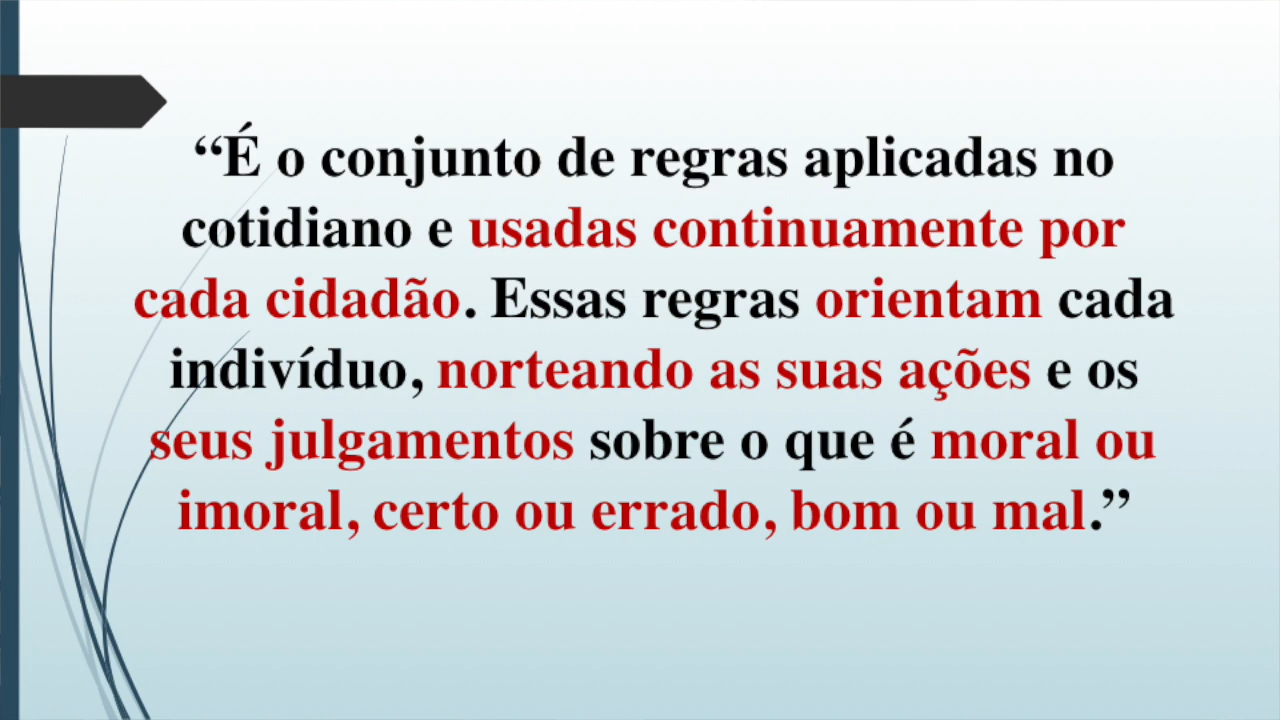 “É o conjunto de regras aplicadas no
cotidiano e usadas continuamente por
cada cidadão. Essas regras orientam cada
indivíduo, norteando as suas ações e os
seus julgamentos sobre o que é moral ou
imoral, certo ou errado, bom ou mal.”